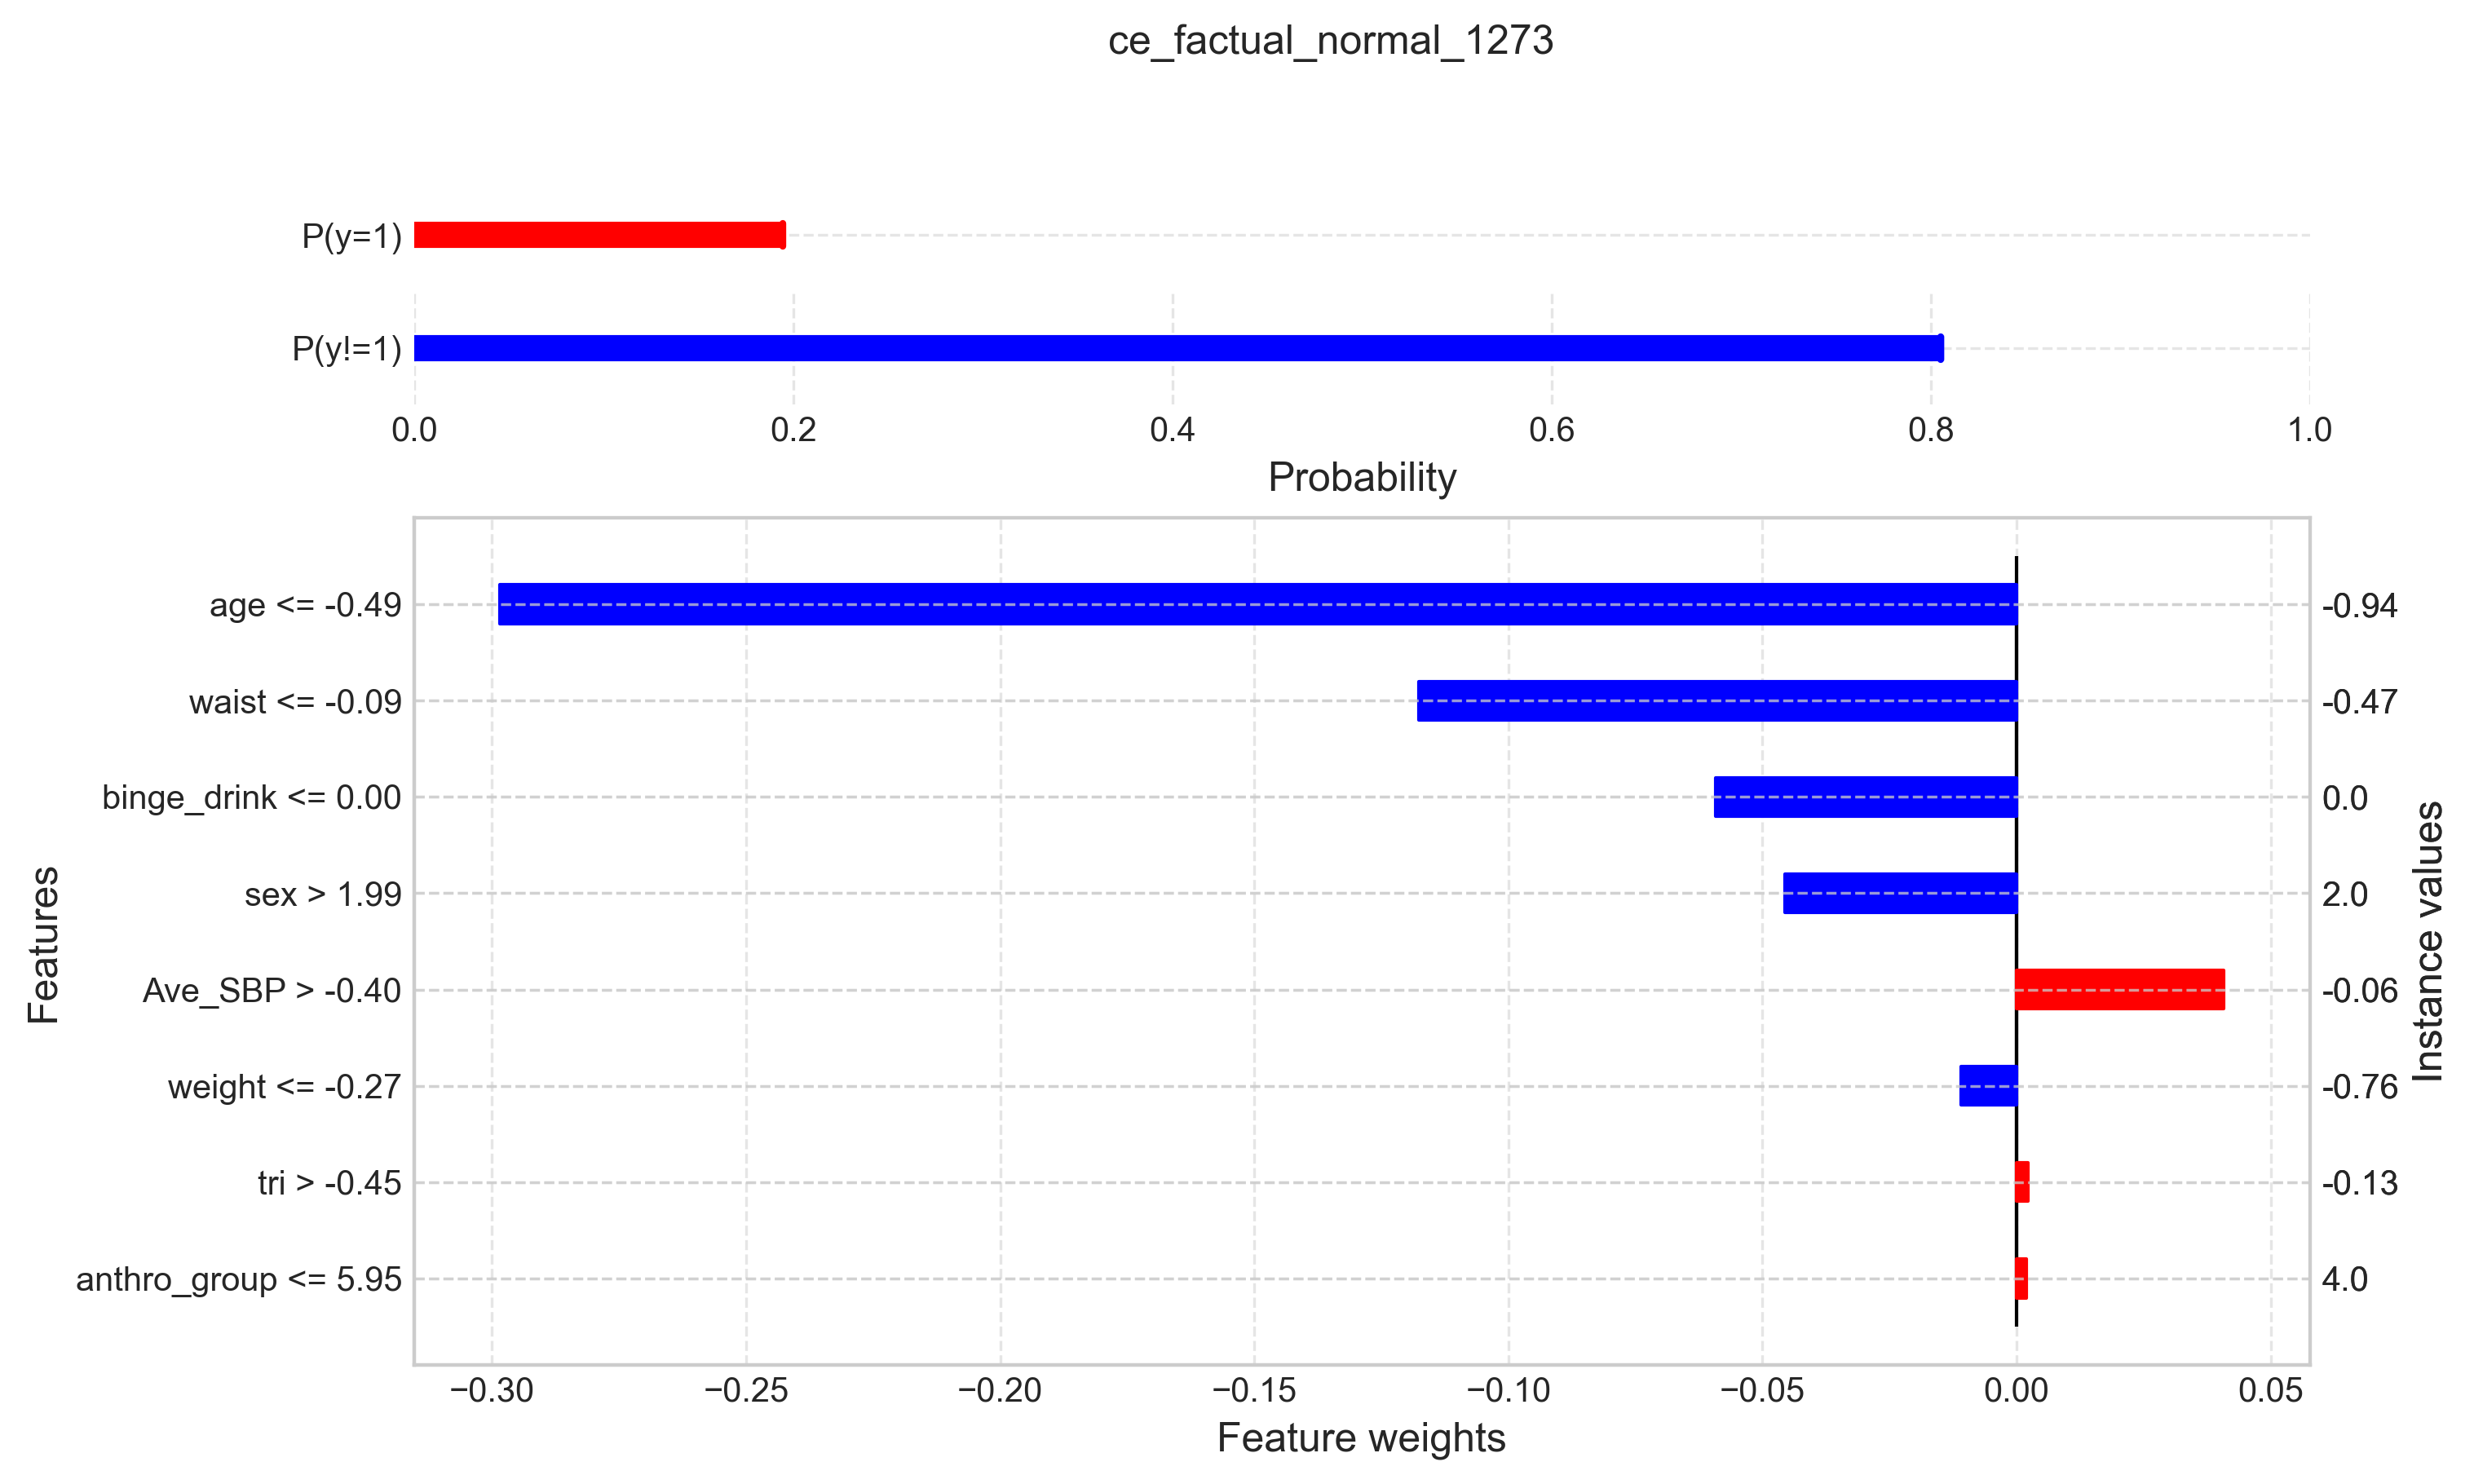 ce_factual_normal_1273
P(y=1)
P(y!=1)
0.0 0.2 0.4 0.6 0.8 1.0
Probability
Features
age <= -0.49 -0.94
waist <= -0.09 -0.47
binge_drink <= 0.00 0.0
sex > 1.99 2.0
Ave_SBP > -0.40 -0.06
weight <= -0.27 -0.76
tri > -0.45 -0.13
anthro_group <= 5.95 4.0
Instance values
−0.30 −0.25 −0.20 −0.15 −0.10 −0.05 0.00 0.05
Feature weights